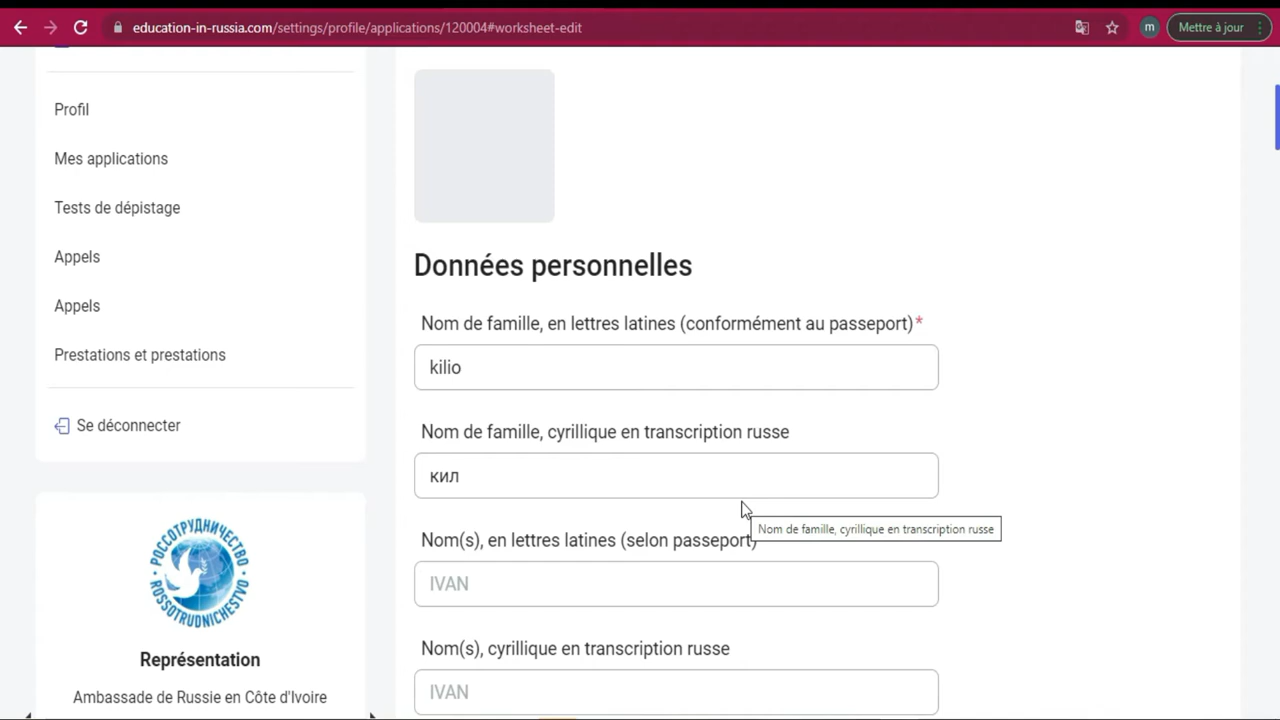 education-in-russia.com/settings/profile/applications/120004#worksheet-edit
m
Mettre à jour
Profil
Mes applications
Tests de dépistage
Appels
Appels
Prestations et prestations
Se déconnecter
РОССОТРУДНИЧЕСТВО
ROSSOTRUDNICHESTVO
Représentation
Ambassade de Russie en Côte d'Ivoire
Données personnelles
Nom de famille, en lettres latines (conformément au passeport)*
kilio
Nom de famille, cyrillique en transcription russe
кил
Nom de famille, cyrillique en transcription russe
Nom(s), en lettres latines (selon passeport)
IVAN
Nom(s), cyrillique en transcription russe
IVAN